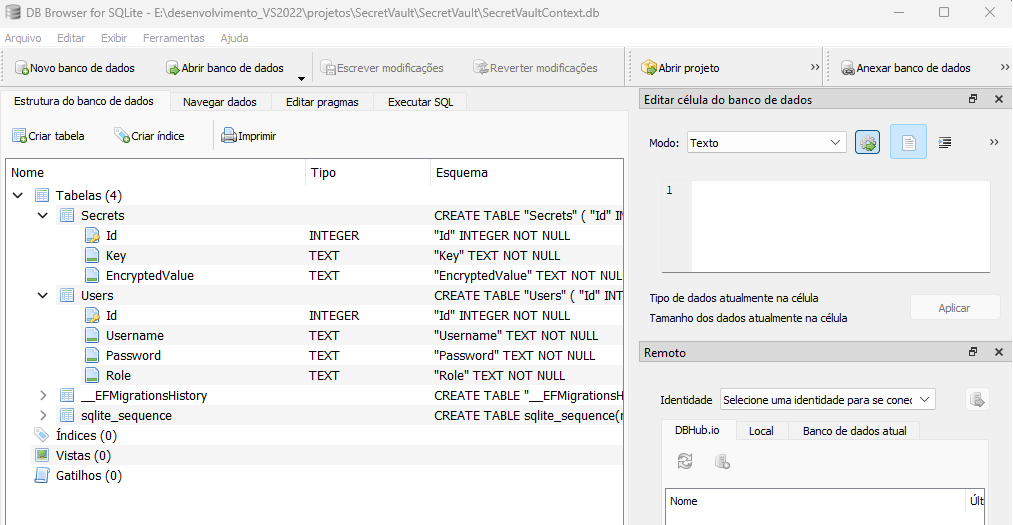 DB Browser for SQLite - E:\desenvolvimento_VS2022\projetos\SecretVault\SecretVault\SecretVaultContext.db
Arquivo Editar Exibir Ferramentas Ajuda
Novo banco de dados Abrir banco de dados Escrever modificações Reverter modificações Abrir projeto » Anexar banco de dados »
Estrutura do banco de dados Navegar dados Editar pragmas Executar SQL
Criar tabela Criar índice Imprimir
Nome Tipo Esquema
Tabelas (4)
Secrets CREATE TABLE "Secrets" ( "Id" IN
Id INTEGER "Id" INTEGER NOT NULL
Key TEXT "Key" TEXT NOT NULL
EncryptedValue TEXT "EncryptedValue" TEXT NOT NUL
Users CREATE TABLE "Users" ( "Id" INT
Id INTEGER "Id" INTEGER NOT NULL
Username TEXT "Username" TEXT NOT NULL
Password TEXT "Password" TEXT NOT NULL
Role TEXT "Role" TEXT NOT NULL
__EFMigrationsHistory CREATE TABLE "__EFMigrationsHis
sqlite_sequence CREATE TABLE sqlite_sequence(n
Índices (0)
Vistas (0)
Gatilhos (0)
Editar célula do banco de dados
Modo: Texto »
1
Tipo de dados atualmente na célula
Tamanho dos dados atualmente na célula
Aplicar
Remoto
Identidade Selecione uma identidade para se conec
DBHub.io Local Banco de dados atual
Nome Últ